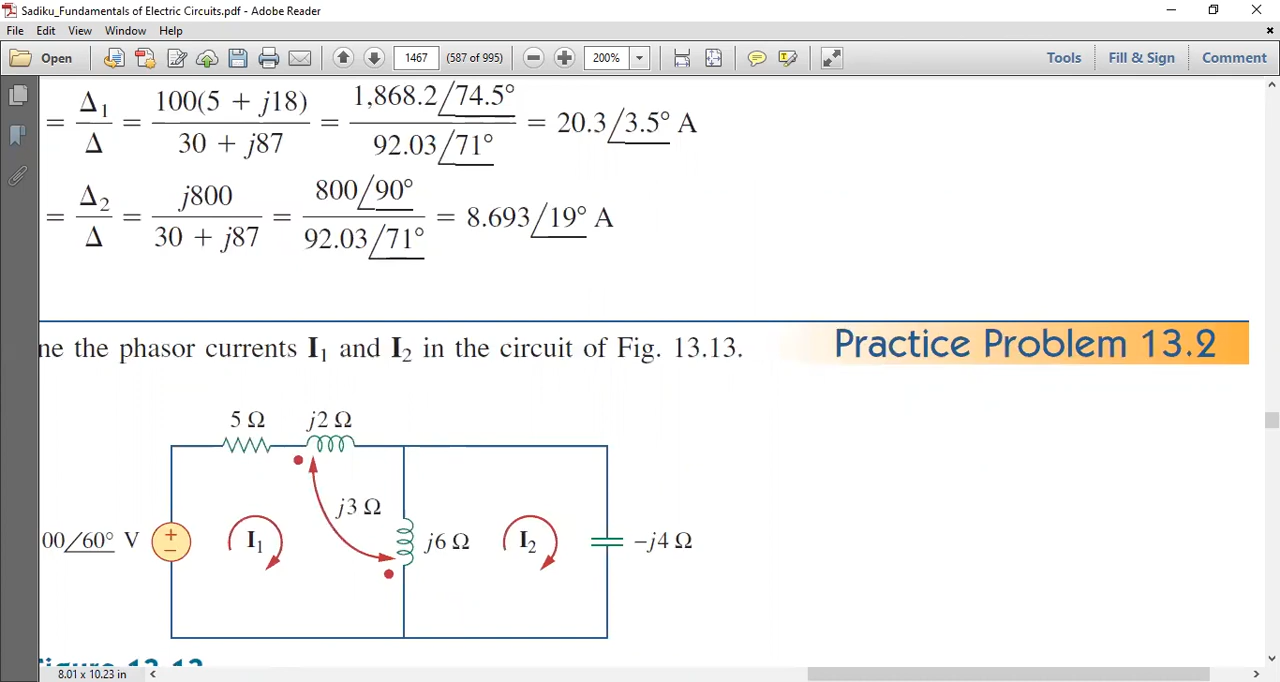 Sadiku_Fundamentals of Electric Circuits.pdf - Adobe Reader
File Edit View Window Help
Open 1467 (587 of 995) 200% Tools Fill & Sign Comment
= Δ1/Δ = 100(5 + j18)/30 + j87 = 1,868.2/74.5°/92.03/71° = 20.3/3.5° A
= Δ2/Δ = j800/30 + j87 = 800/90°/92.03/71° = 8.693/19° A
ne the phasor currents I1 and I2 in the circuit of Fig. 13.13.
Practice Problem 13.2
5 Ω j2 Ω
j3 Ω
00/60° V + − I1 j6 Ω I2 −j4 Ω
8.01 x 10.23 in